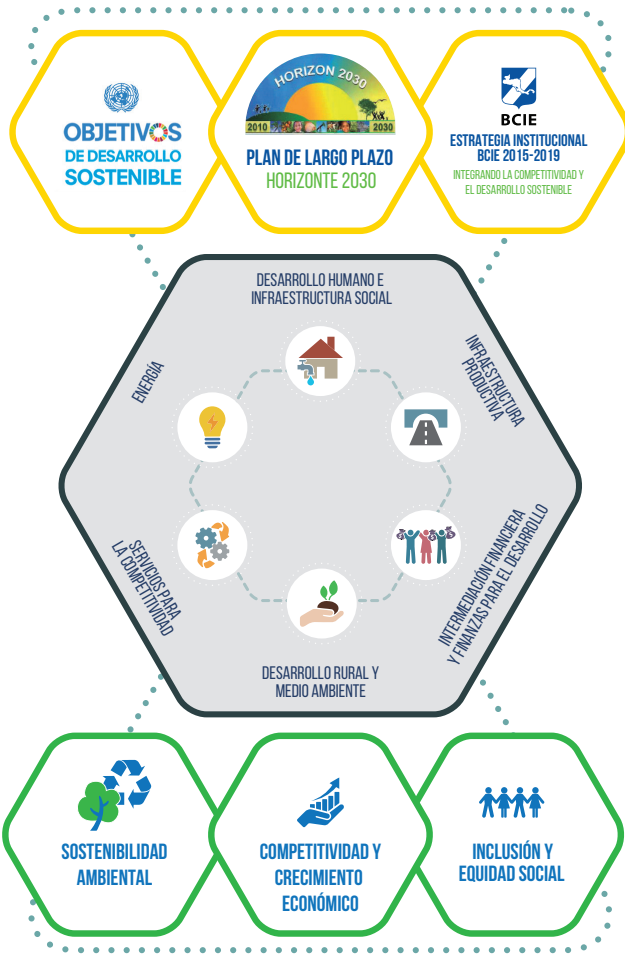 OBJETIVOS
DE DESARROLLO
SOSTENIBLE
HORIZON 2030
2010
2030
PLAN DE LARGO PLAZO
HORIZONTE 2030
BCIE
ESTRATEGIA INSTITUCIONAL
BCIE 2015-2019
INTEGRANDO LA COMPETITIVIDAD Y
EL DESARROLLO SOSTENIBLE
DESARROLLO HUMANO E
INFRAESTRUCTURA SOCIAL
ENERGÍA
INFRAESTRUCTURA
PRODUCTIVA
SERVICIOS PARA
LA COMPETITIVIDAD
INTERMEDIACIÓN FINANCIERA
Y FINANZAS PARA EL DESARROLLO
DESARROLLO RURAL Y
MEDIO AMBIENTE
SOSTENIBILIDAD
AMBIENTAL
COMPETITIVIDAD Y
CRECIMIENTO
ECONÓMICO
INCLUSIÓN Y
EQUIDAD SOCIAL